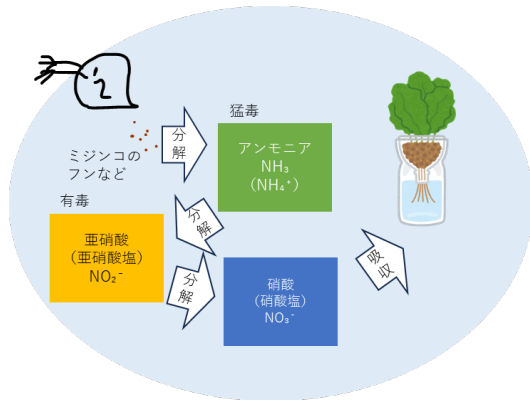 猛毒
分解
アンモニア
NH₃
(NH₄⁺)
ミジンコの
フンなど
有毒
分解
亜硝酸
(亜硝酸塩)
NO₂⁻
分解
硝酸
(硝酸塩)
NO₃⁻
吸収